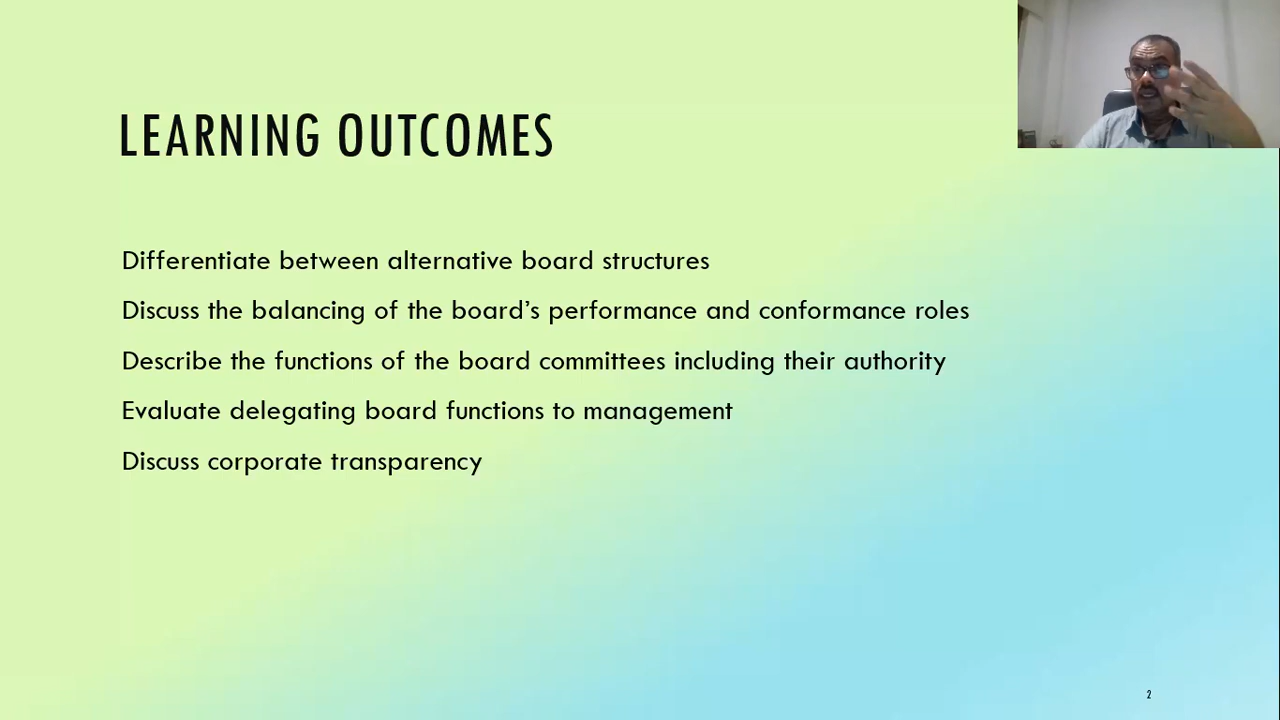 LEARNING OUTCOMES
Differentiate between alternative board structures
Discuss the balancing of the board’s performance and conformance roles
Describe the functions of the board committees including their authority
Evaluate delegating board functions to management
Discuss corporate transparency
2